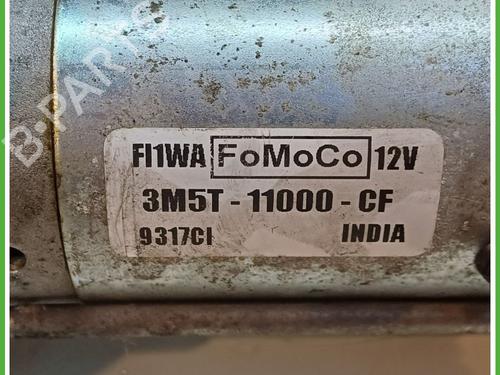 B-PARTS
FI1WA FoMoCo 12V
3M5T - 11000 - CF
9317CI INDIA